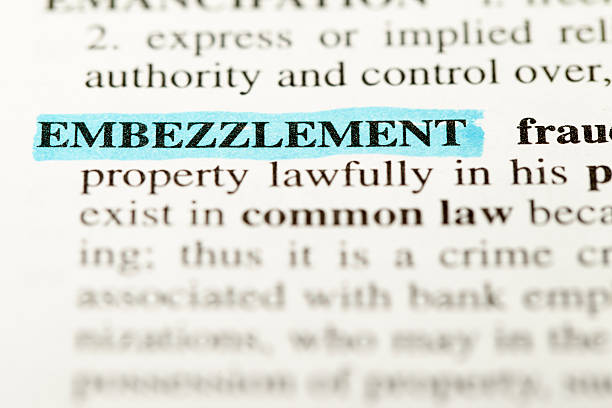 EMANCIPATION 1. freed
2. express or implied rel
authority and control over,
EMBEZZLEMENT frau
property lawfully in his p
exist in common law beca
ing: thus it is a crime cr
associated with bank emp
nizations, who may in the
possession of property, su